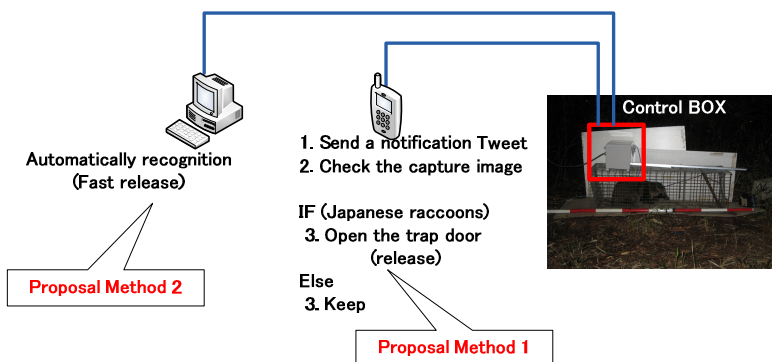 Control BOX
Automatically recognition
(Fast release)
Proposal Method 2
1. Send a notification Tweet
2. Check the capture image
IF (Japanese raccoons)
3. Open the trap door
(release)
Else
3. Keep
Proposal Method 1